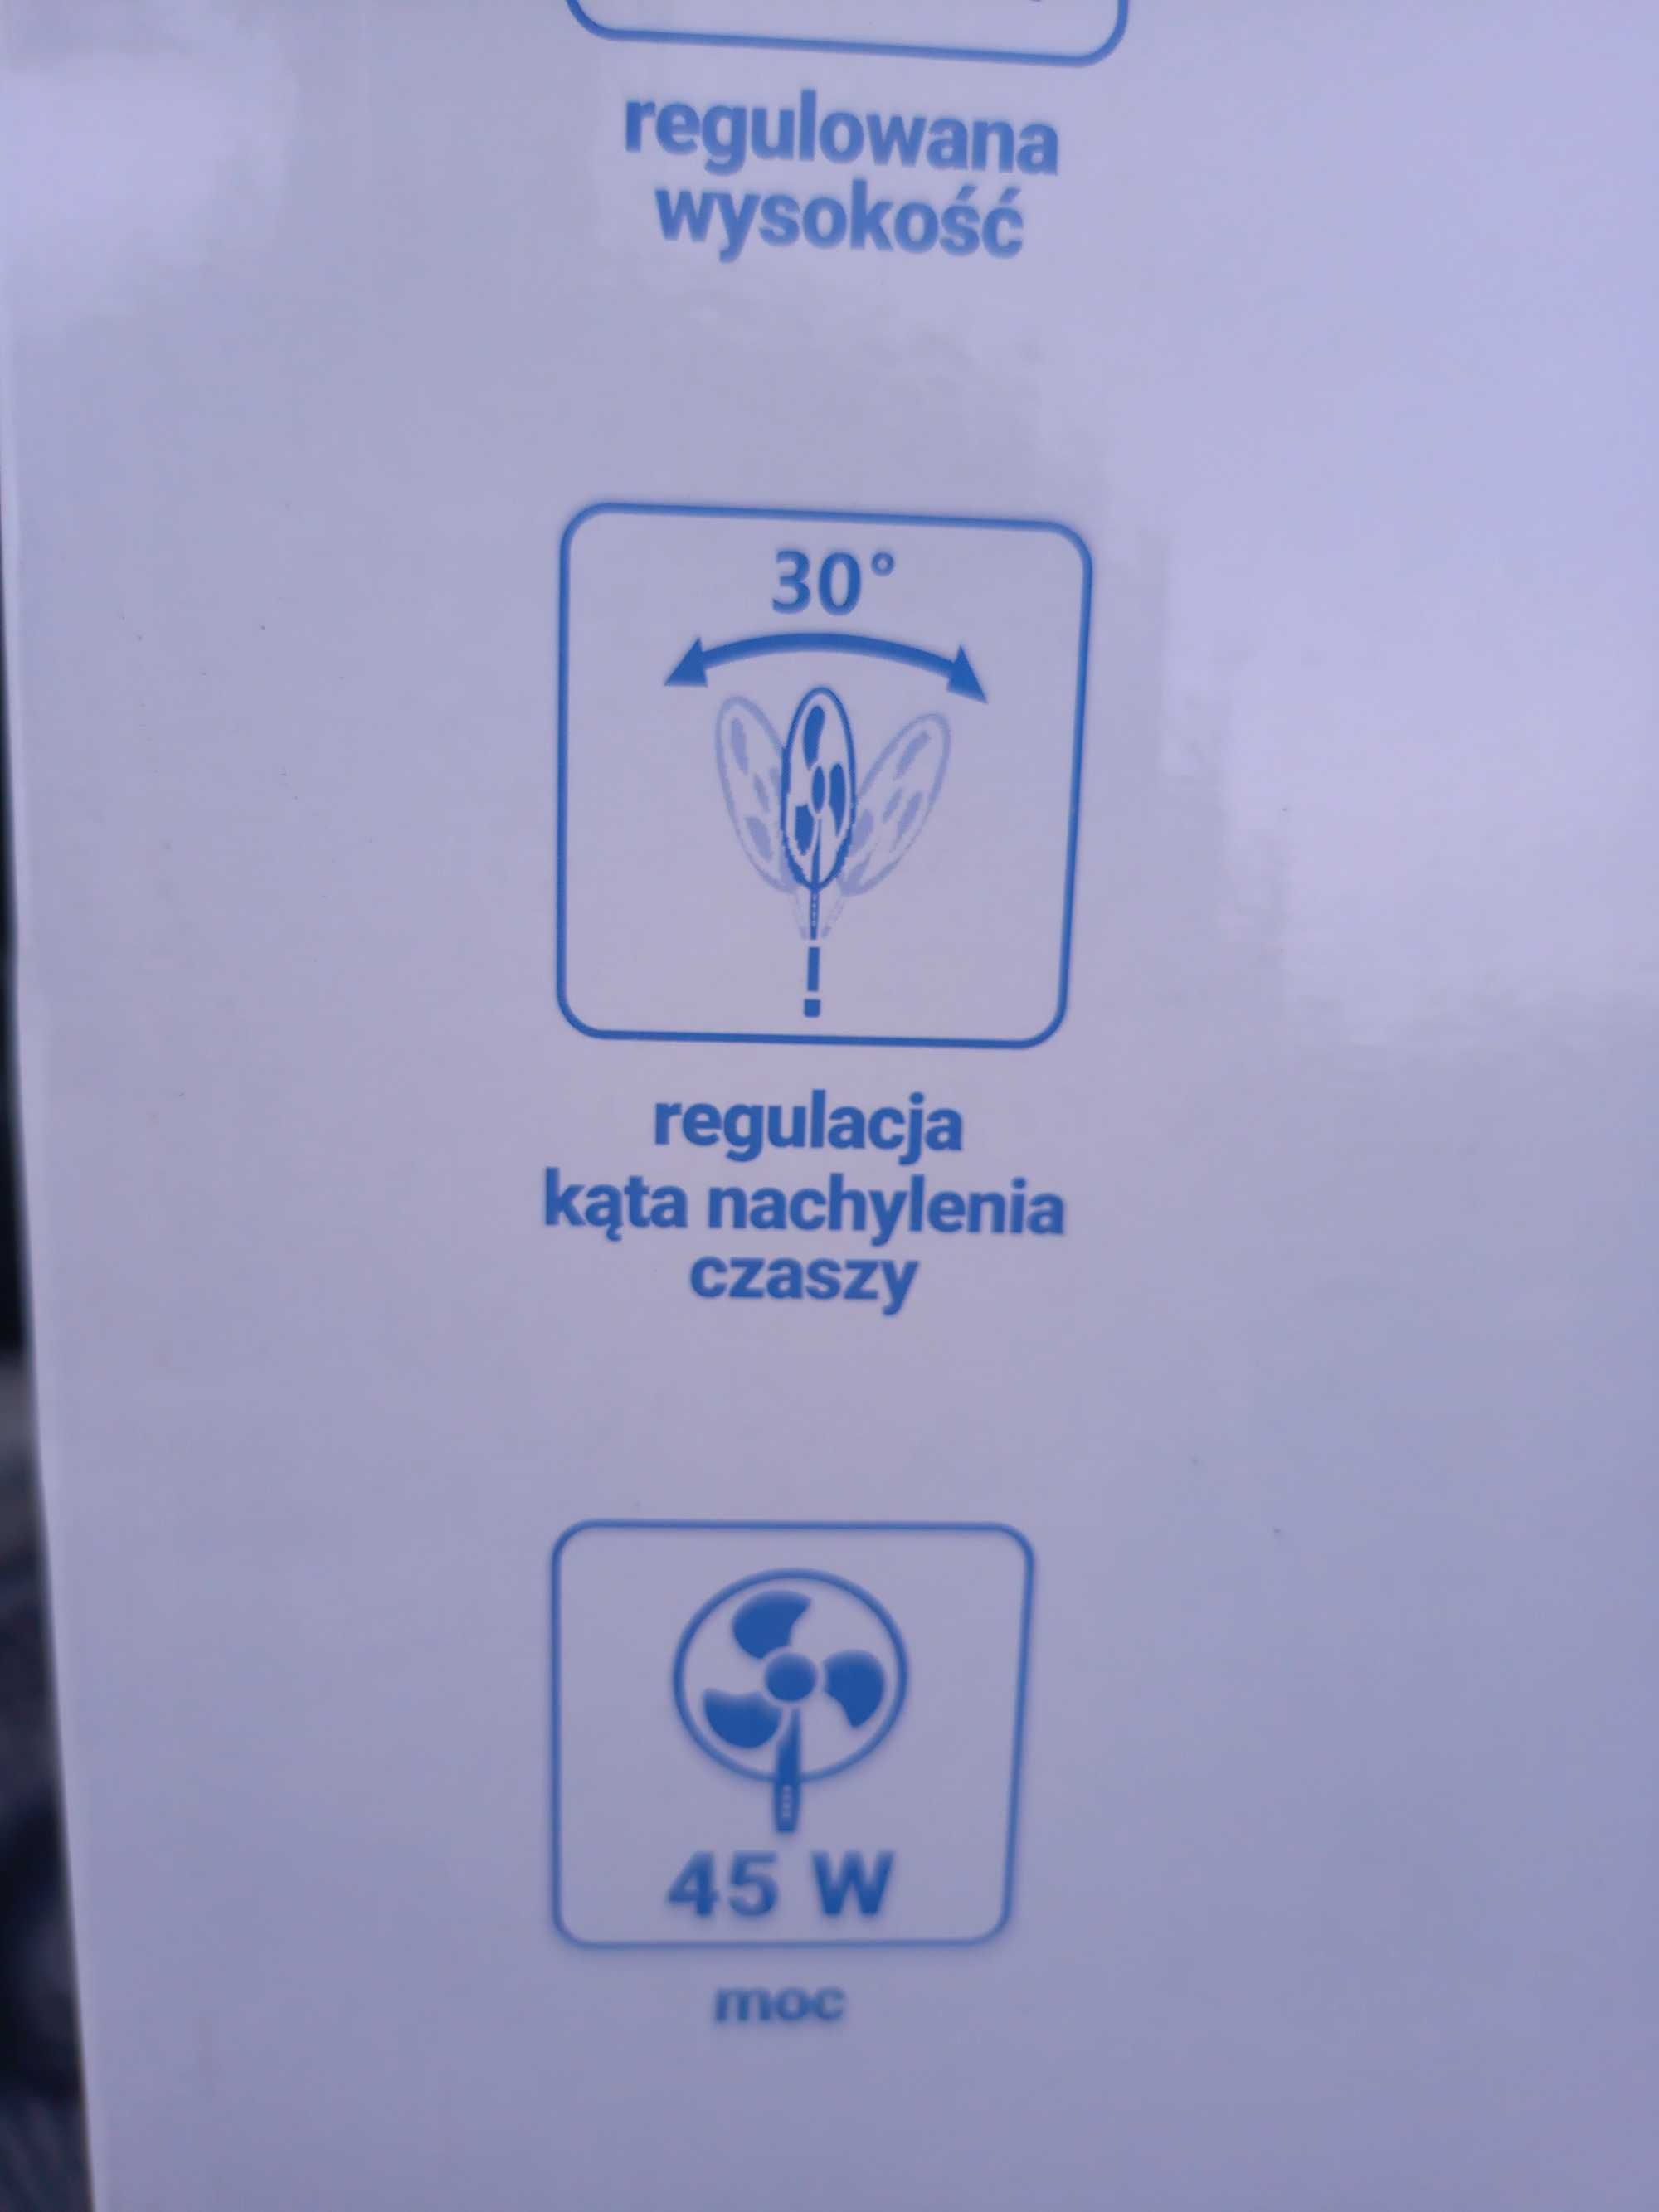 regulowana
wysokość
30°
regulacja
kąta nachylenia
czaszy
45 W
moc